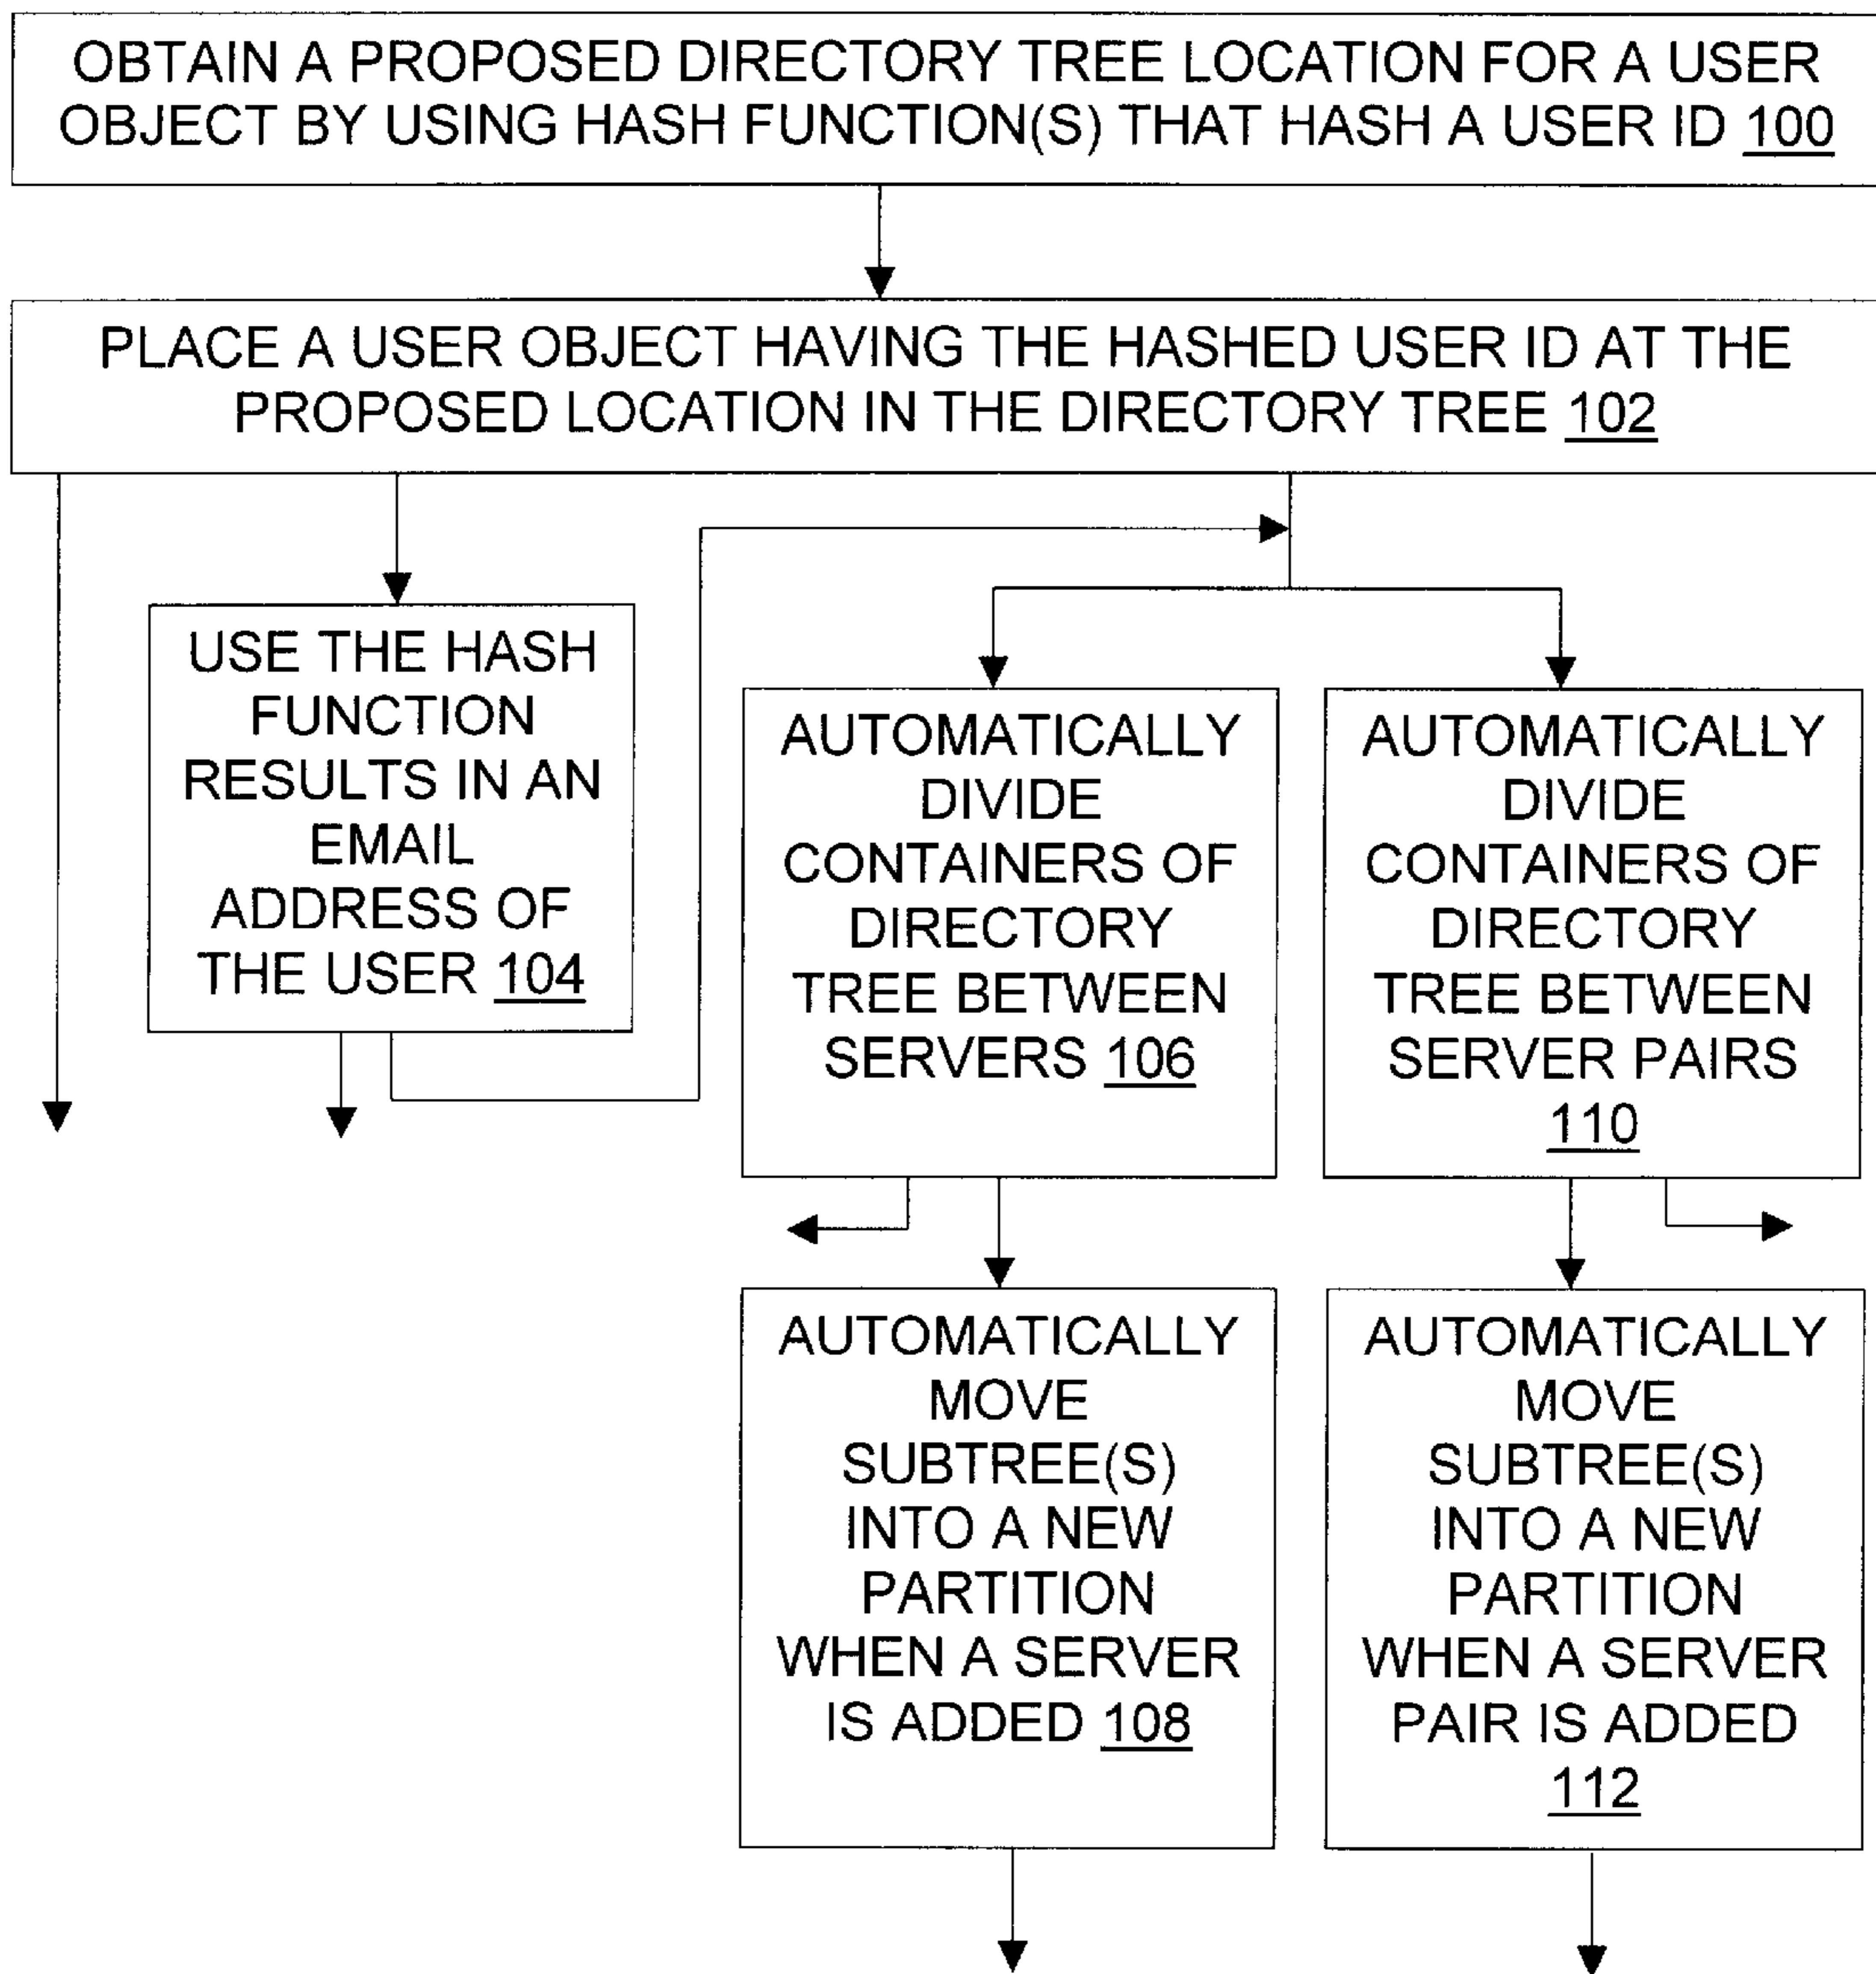 OBTAIN A PROPOSED DIRECTORY TREE LOCATION FOR A USER
OBJECT BY USING HASH FUNCTION(S) THAT HASH A USER ID 100
PLACE A USER OBJECT HAVING THE HASHED USER ID AT THE
PROPOSED LOCATION IN THE DIRECTORY TREE 102
USE THE HASH
FUNCTION
RESULTS IN AN
EMAIL
ADDRESS OF
THE USER 104
AUTOMATICALLY
DIVIDE
CONTAINERS OF
DIRECTORY
TREE BETWEEN
SERVERS 106
AUTOMATICALLY
DIVIDE
CONTAINERS OF
DIRECTORY
TREE BETWEEN
SERVER PAIRS
110
AUTOMATICALLY
MOVE
SUBTREE(S)
INTO A NEW
PARTITION
WHEN A SERVER
IS ADDED 108
AUTOMATICALLY
MOVE
SUBTREE(S)
INTO A NEW
PARTITION
WHEN A SERVER
PAIR IS ADDED
112